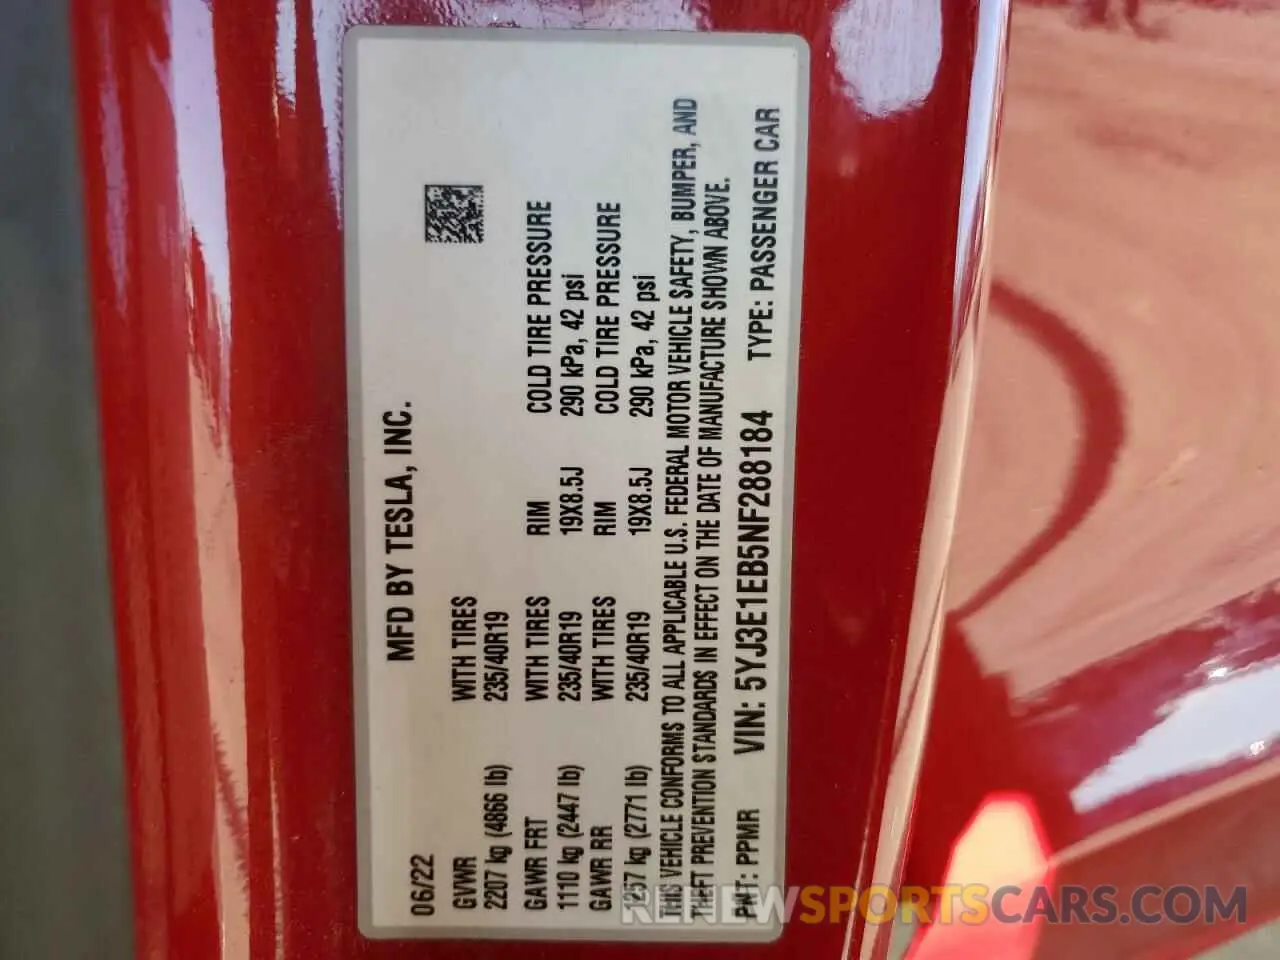 MFD BY TESLA, INC.
06/22
GVWR WITH TIRES
2207 kg (4866 lb) 235/40R19
GAWR FRT WITH TIRES RIM COLD TIRE PRESSURE
1110 kg (2447 lb) 235/40R19 19X8.5J 290 kPa, 42 psi
GAWR RR WITH TIRES RIM COLD TIRE PRESSURE
1257 kg (2771 lb) 235/40R19 19X8.5J 290 kPa, 42 psi
THIS VEHICLE CONFORMS TO ALL APPLICABLE U.S. FEDERAL MOTOR VEHICLE SAFETY, BUMPER, AND
THEFT PREVENTION STANDARDS IN EFFECT ON THE DATE OF MANUFACTURE SHOWN ABOVE.
PNT: PPMR VIN: 5YJ3E1EB5NF288184 TYPE: PASSENGER CAR
RENEWSPORTSCARS.COM